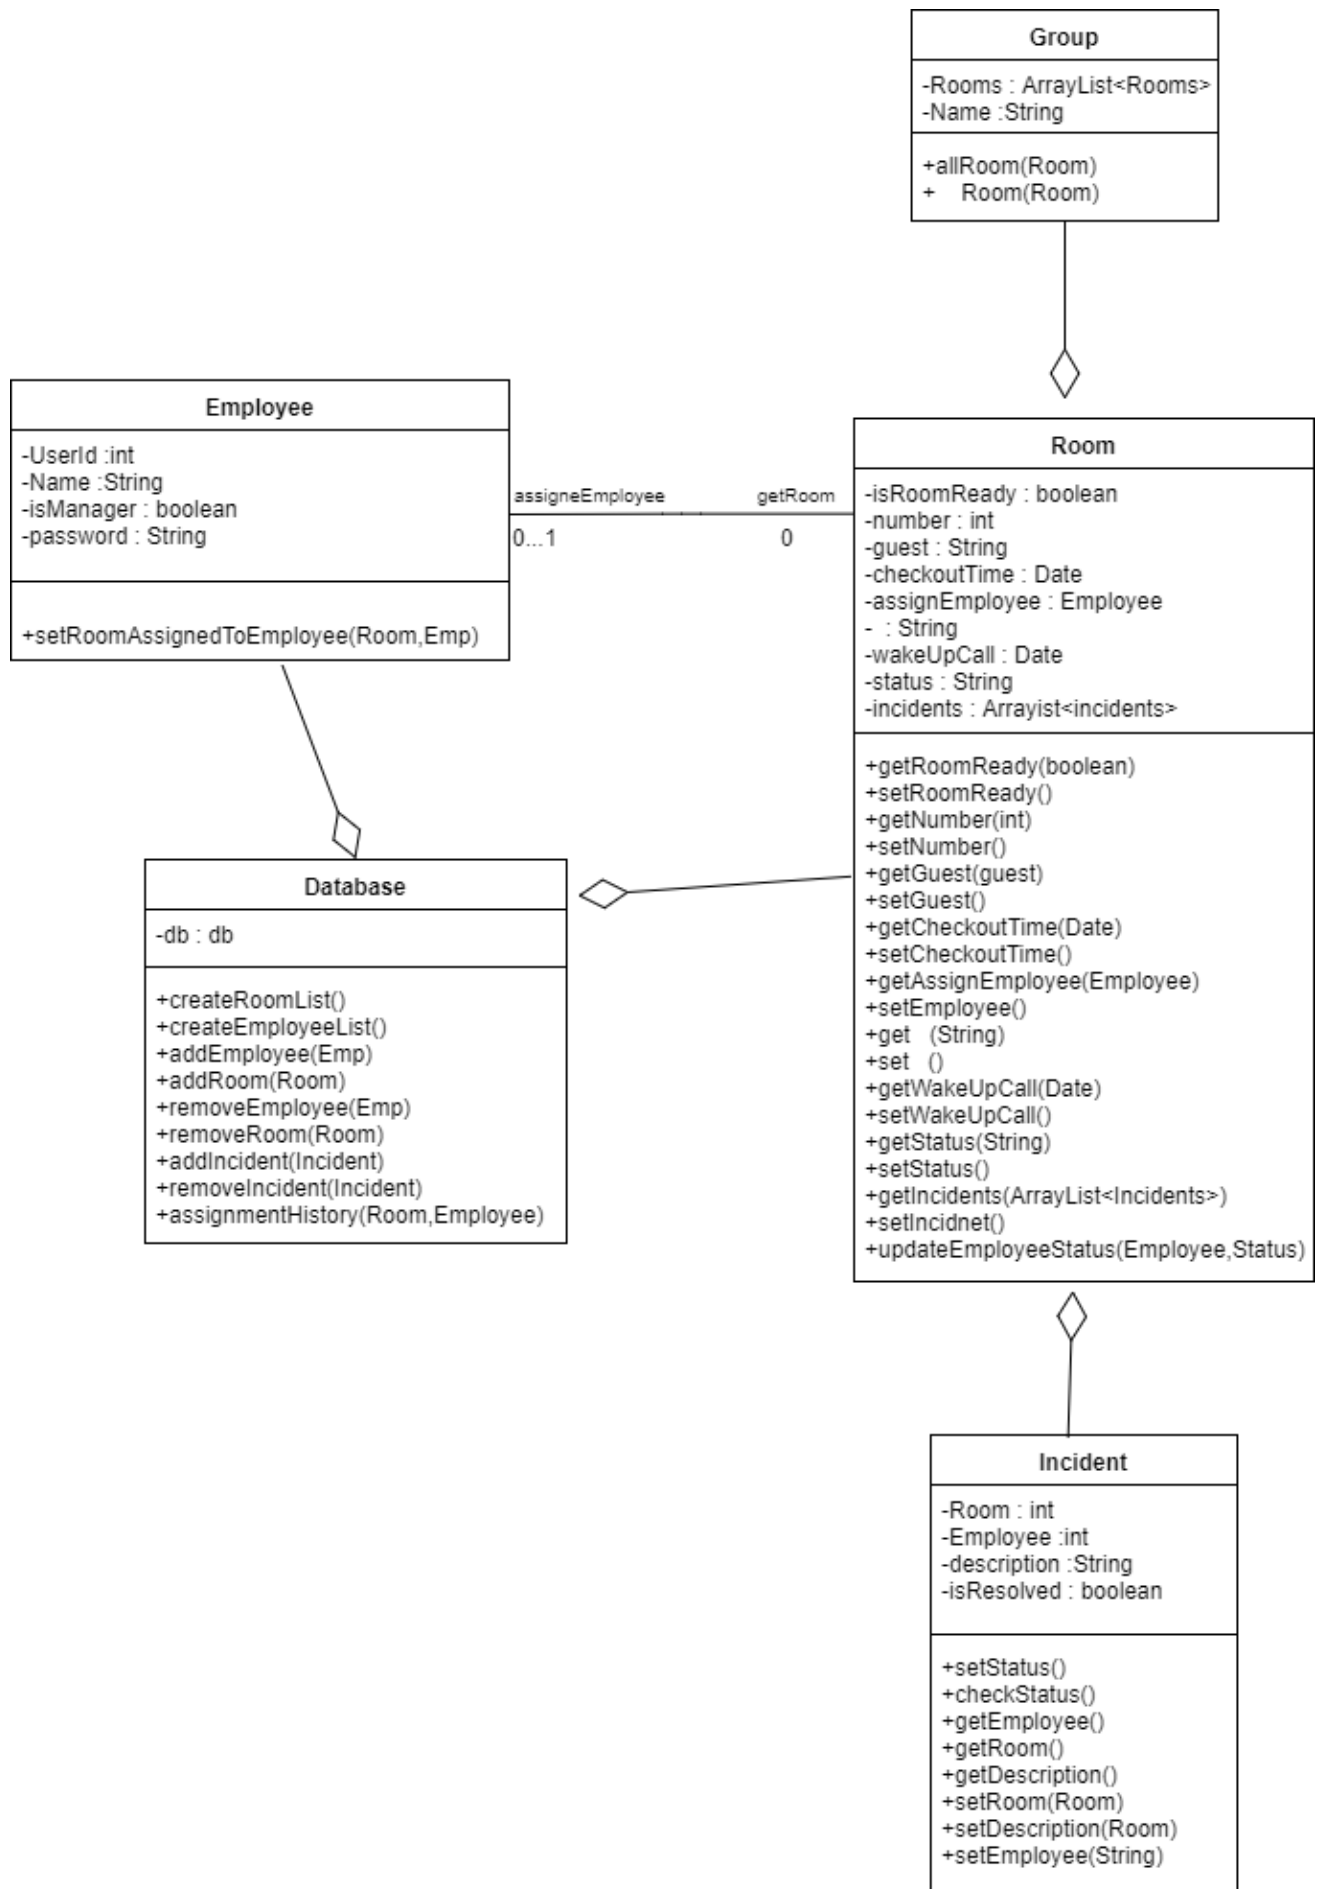 Group
-Rooms : ArrayList<Rooms>
-Name :String
+allRoom(Room)
+ Room(Room)
Employee
-UserId :int
-Name :String
-isManager : boolean
-password : String
+setRoomAssignedToEmployee(Room,Emp)
assigneEmployee
getRoom
0...1
0
Room
-isRoomReady : boolean
-number : int
-guest : String
-checkoutTime : Date
-assignEmployee : Employee
- : String
-wakeUpCall : Date
-status : String
-incidents : Arrayist<incidents>
+getRoomReady(boolean)
+setRoomReady()
+getNumber(int)
+setNumber()
+getGuest(guest)
+setGuest()
+getCheckoutTime(Date)
+setCheckoutTime()
+getAssignEmployee(Employee)
+setEmployee()
+get (String)
+set ()
+getWakeUpCall(Date)
+setWakeUpCall()
+getStatus(String)
+setStatus()
+getIncidents(ArrayList<Incidents>)
+setIncidnet()
+updateEmployeeStatus(Employee,Status)
Database
-db : db
+createRoomList()
+createEmployeeList()
+addEmployee(Emp)
+addRoom(Room)
+removeEmployee(Emp)
+removeRoom(Room)
+addIncident(Incident)
+removeIncident(Incident)
+assignmentHistory(Room,Employee)
Incident
-Room : int
-Employee :int
-description :String
-isResolved : boolean
+setStatus()
+checkStatus()
+getEmployee()
+getRoom()
+getDescription()
+setRoom(Room)
+setDescription(Room)
+setEmployee(String)